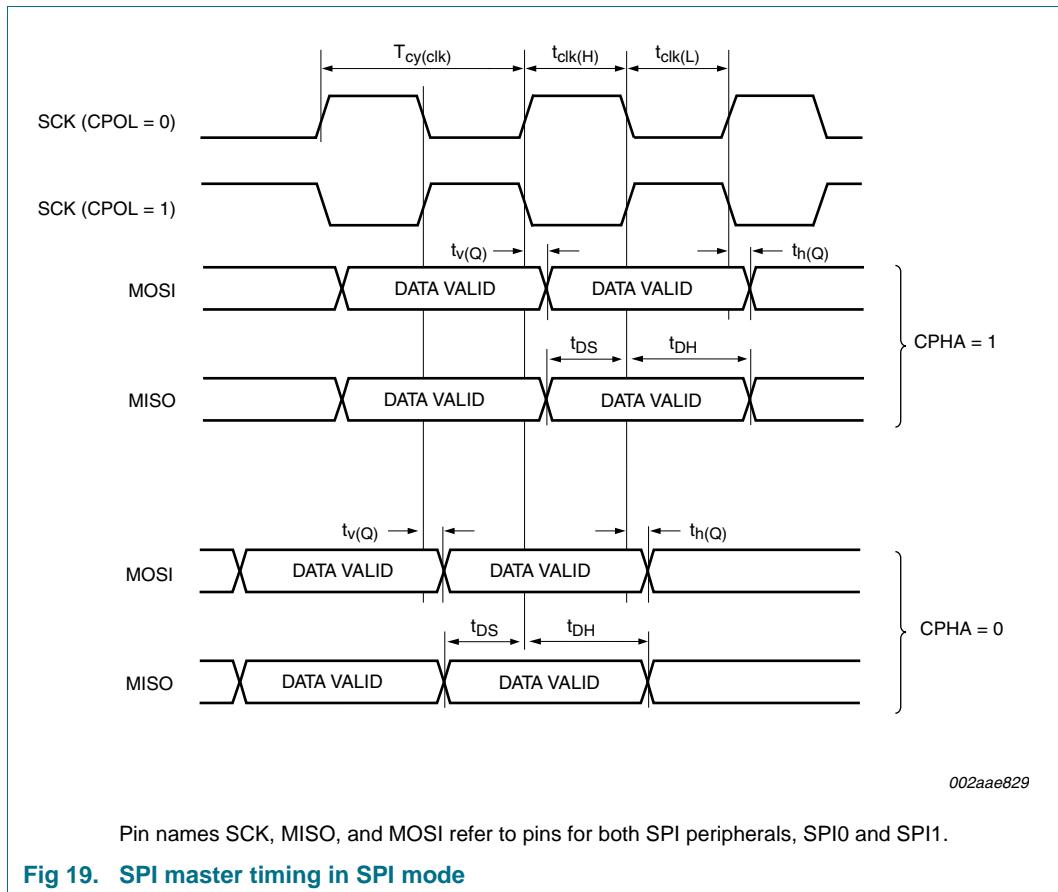 Tcy(clk) tclk(H) tclk(L)
SCK (CPOL = 0)
SCK (CPOL = 1)
tv(Q) th(Q)
MOSI DATA VALID DATA VALID
CPHA = 1
tDS tDH
MISO DATA VALID DATA VALID
tv(Q) th(Q)
MOSI DATA VALID DATA VALID
CPHA = 0
tDS tDH
MISO DATA VALID DATA VALID
002aae829
Pin names SCK, MISO, and MOSI refer to pins for both SPI peripherals, SPI0 and SPI1.
Fig 19. SPI master timing in SPI mode